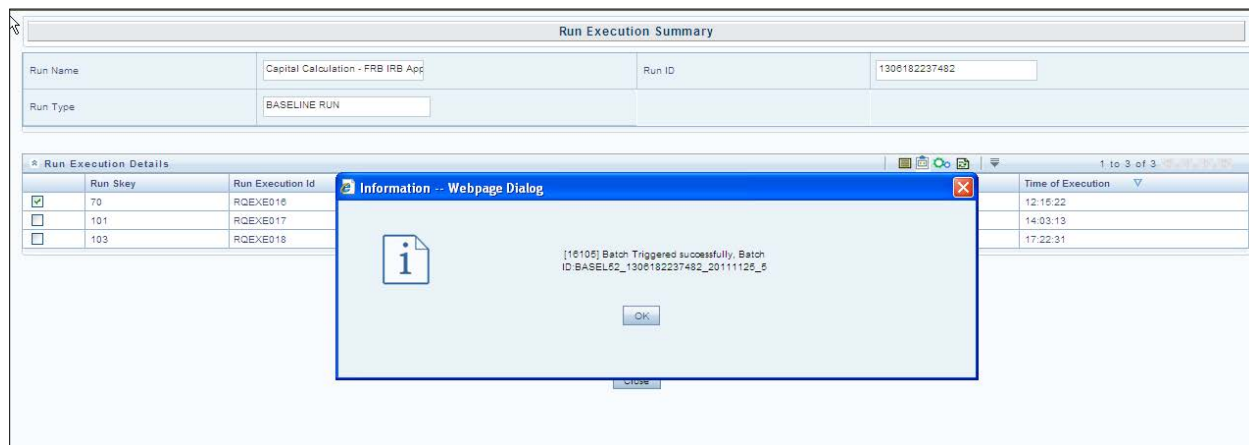 Run Execution Summary
Run Name Capital Calculation - FRB IRB App Run ID 1306182237482
Run Type BASELINE RUN
Run Execution Details 1 to 3 of 3
Run Skey Run Execution Id Time of Execution
70 RQEXE016 12:15:22
101 RQEXE017 14:03:13
103 RQEXE018 17:22:31
Information -- Webpage Dialog
[16105] Batch Triggered successfully, Batch
ID:BASEL52_1306182237482_20111125_5
OK
Close